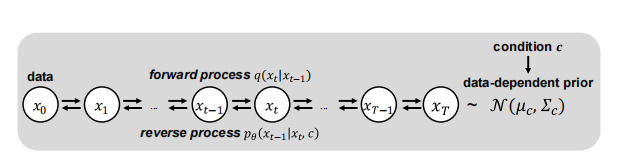 condition c
data
forward process q(x_t|x_{t−1})
data-dependent prior
x_0 x_1 ... x_{t−1} x_t ... x_{T−1} x_T ~ 𝒩(μ_c, Σ_c)
reverse process p_θ(x_{t−1}|x_t, c)